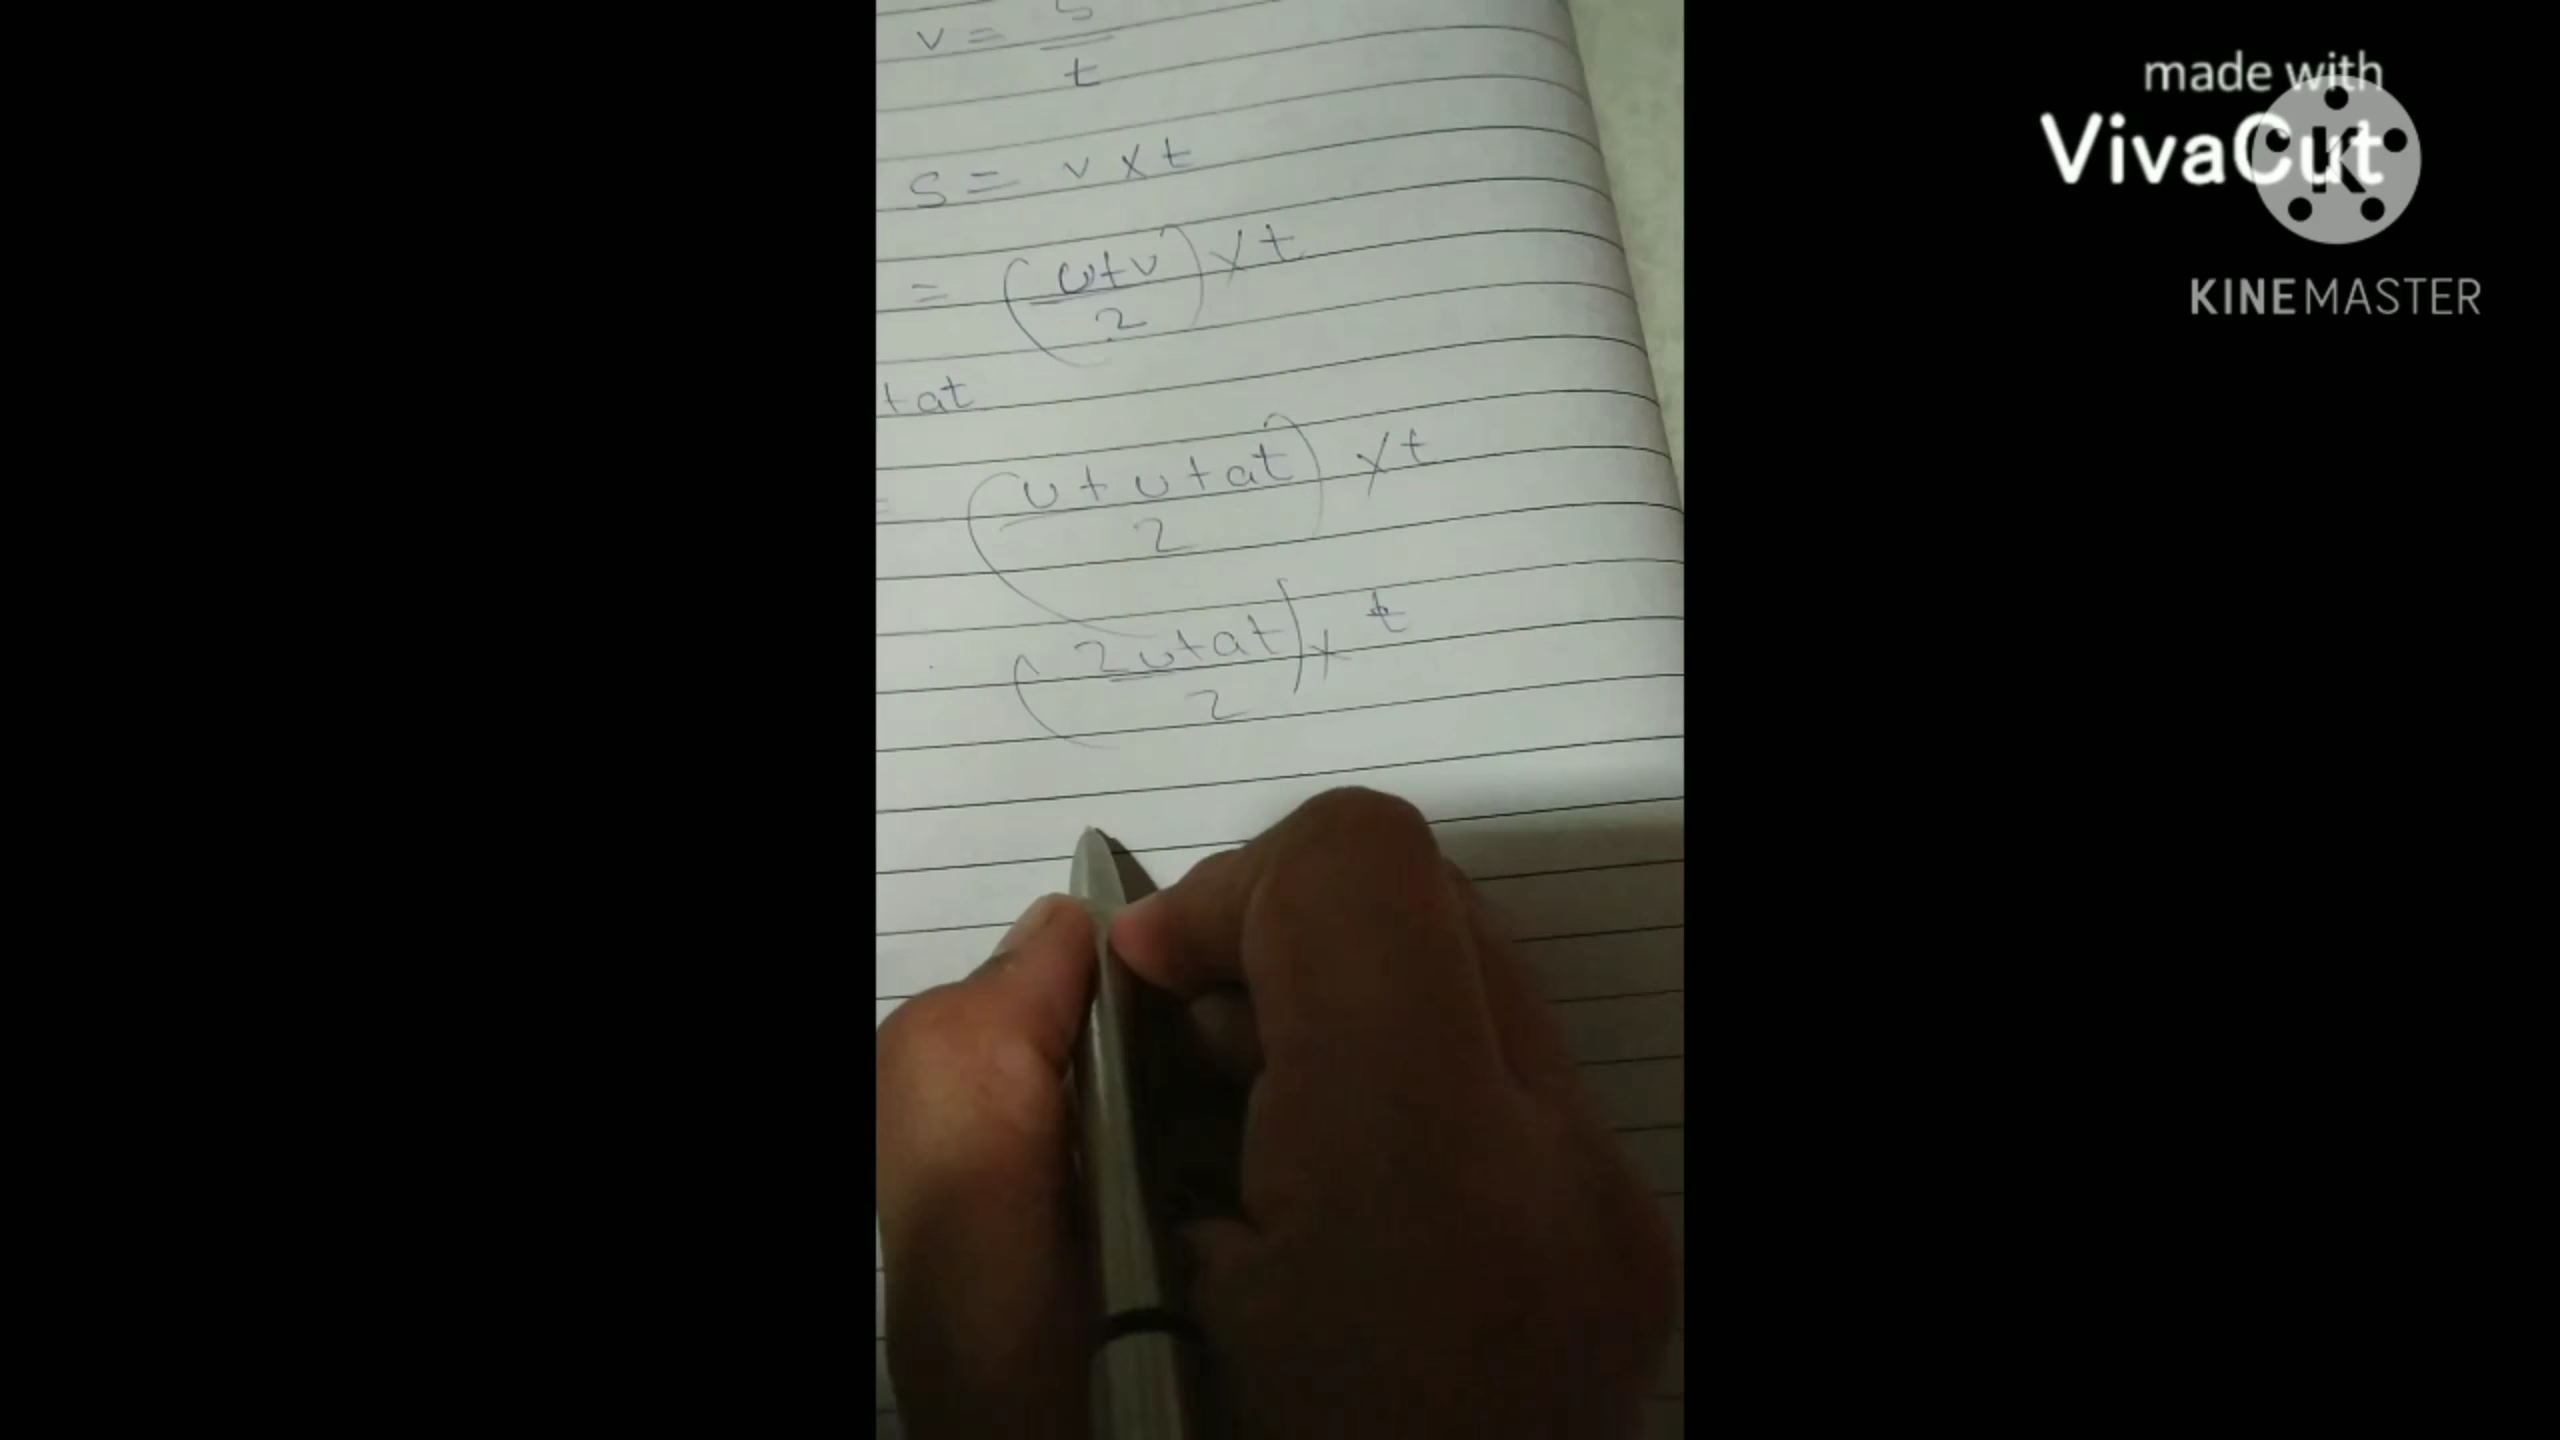 v = s/t
s = v x t
= (u+v/2) x t
+ at
= (u + u + at/2) x t
(2u+at/2) x t
made with
VivaCut
K
KINEMASTER